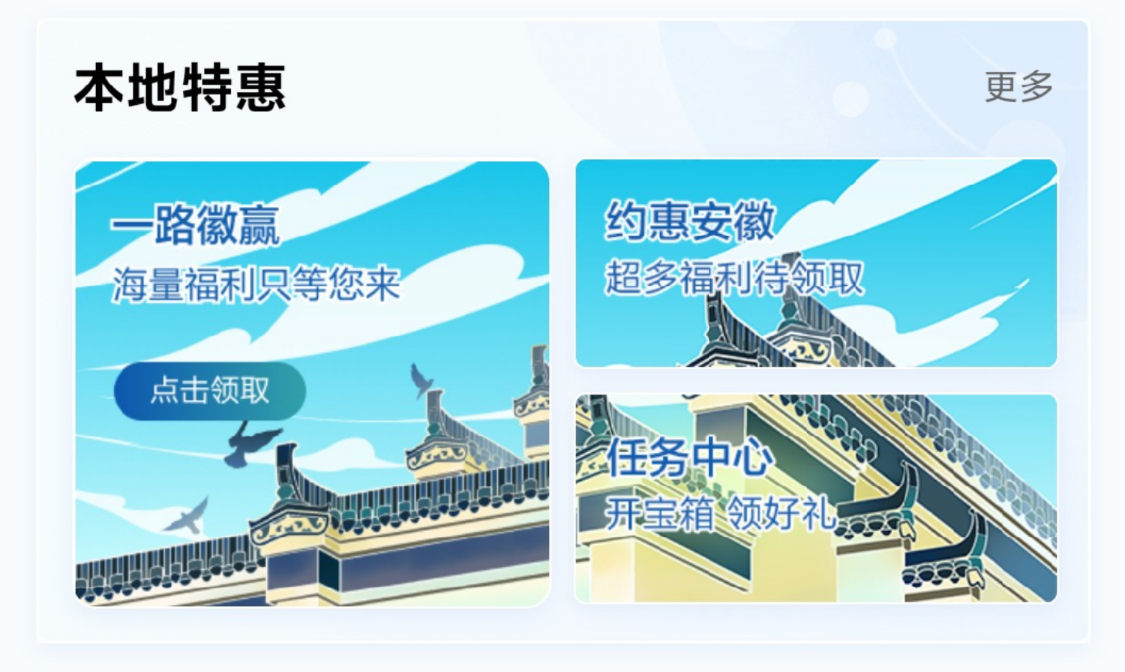 本地特惠
更多
一路徽赢
海量福利只等您来
点击领取
约惠安徽
超多福利待领取
任务中心
开宝箱 领好礼